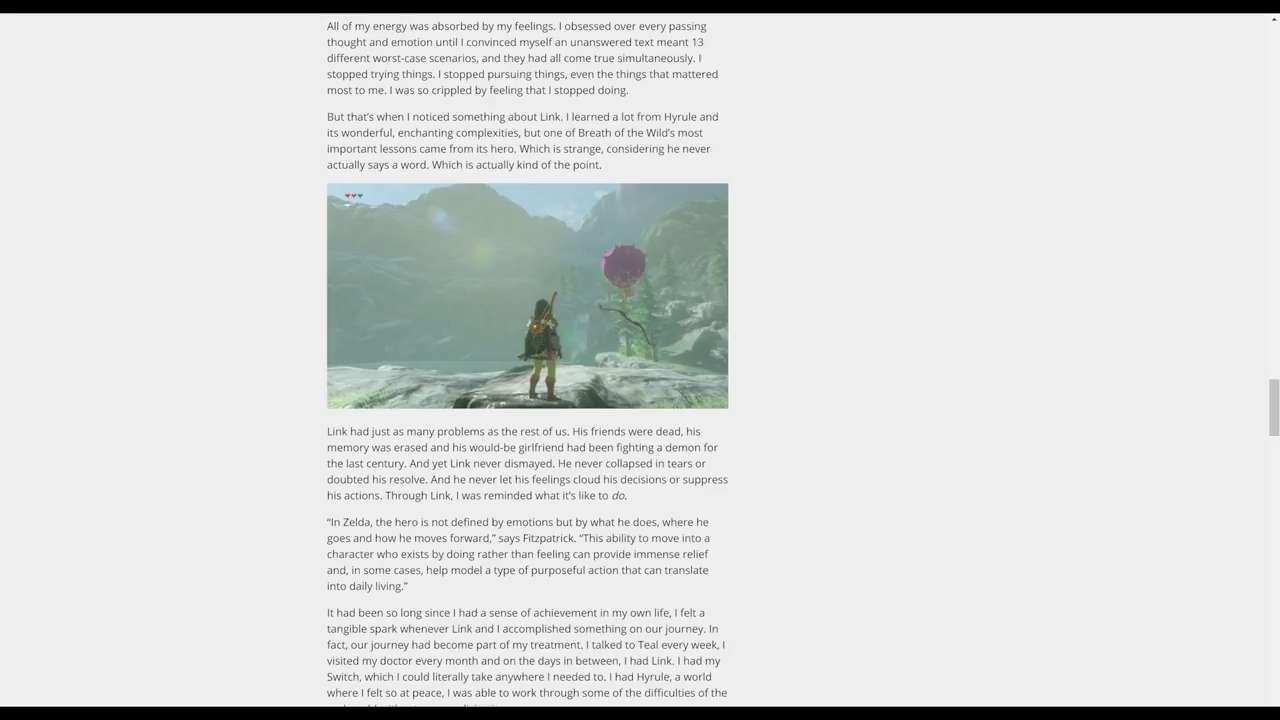 All of my energy was absorbed by my feelings. I obsessed over every passing
thought and emotion until I convinced myself an unanswered text meant 13
different worst-case scenarios, and they had all come true simultaneously. I
stopped trying things. I stopped pursuing things, even the things that mattered
most to me. I was so crippled by feeling that I stopped doing.
But that’s when I noticed something about Link. I learned a lot from Hyrule and
its wonderful, enchanting complexities, but one of Breath of the Wild’s most
important lessons came from its hero. Which is strange, considering he never
actually says a word. Which is actually kind of the point.
Link had just as many problems as the rest of us. His friends were dead, his
memory was erased and his would-be girlfriend had been fighting a demon for
the last century. And yet Link never dismayed. He never collapsed in tears or
doubted his resolve. And he never let his feelings cloud his decisions or suppress
his actions. Through Link, I was reminded what it’s like to do.
“In Zelda, the hero is not defined by emotions but by what he does, where he
goes and how he moves forward,” says Fitzpatrick. “This ability to move into a
character who exists by doing rather than feeling can provide immense relief
and, in some cases, help model a type of purposeful action that can translate
into daily living.”
It had been so long since I had a sense of achievement in my own life, I felt a
tangible spark whenever Link and I accomplished something on our journey. In
fact, our journey had become part of my treatment. I talked to Teal every week, I
visited my doctor every month and on the days in between, I had Link. I had my
Switch, which I could literally take anywhere I needed to. I had Hyrule, a world
where I felt so at peace, I was able to work through some of the difficulties of the